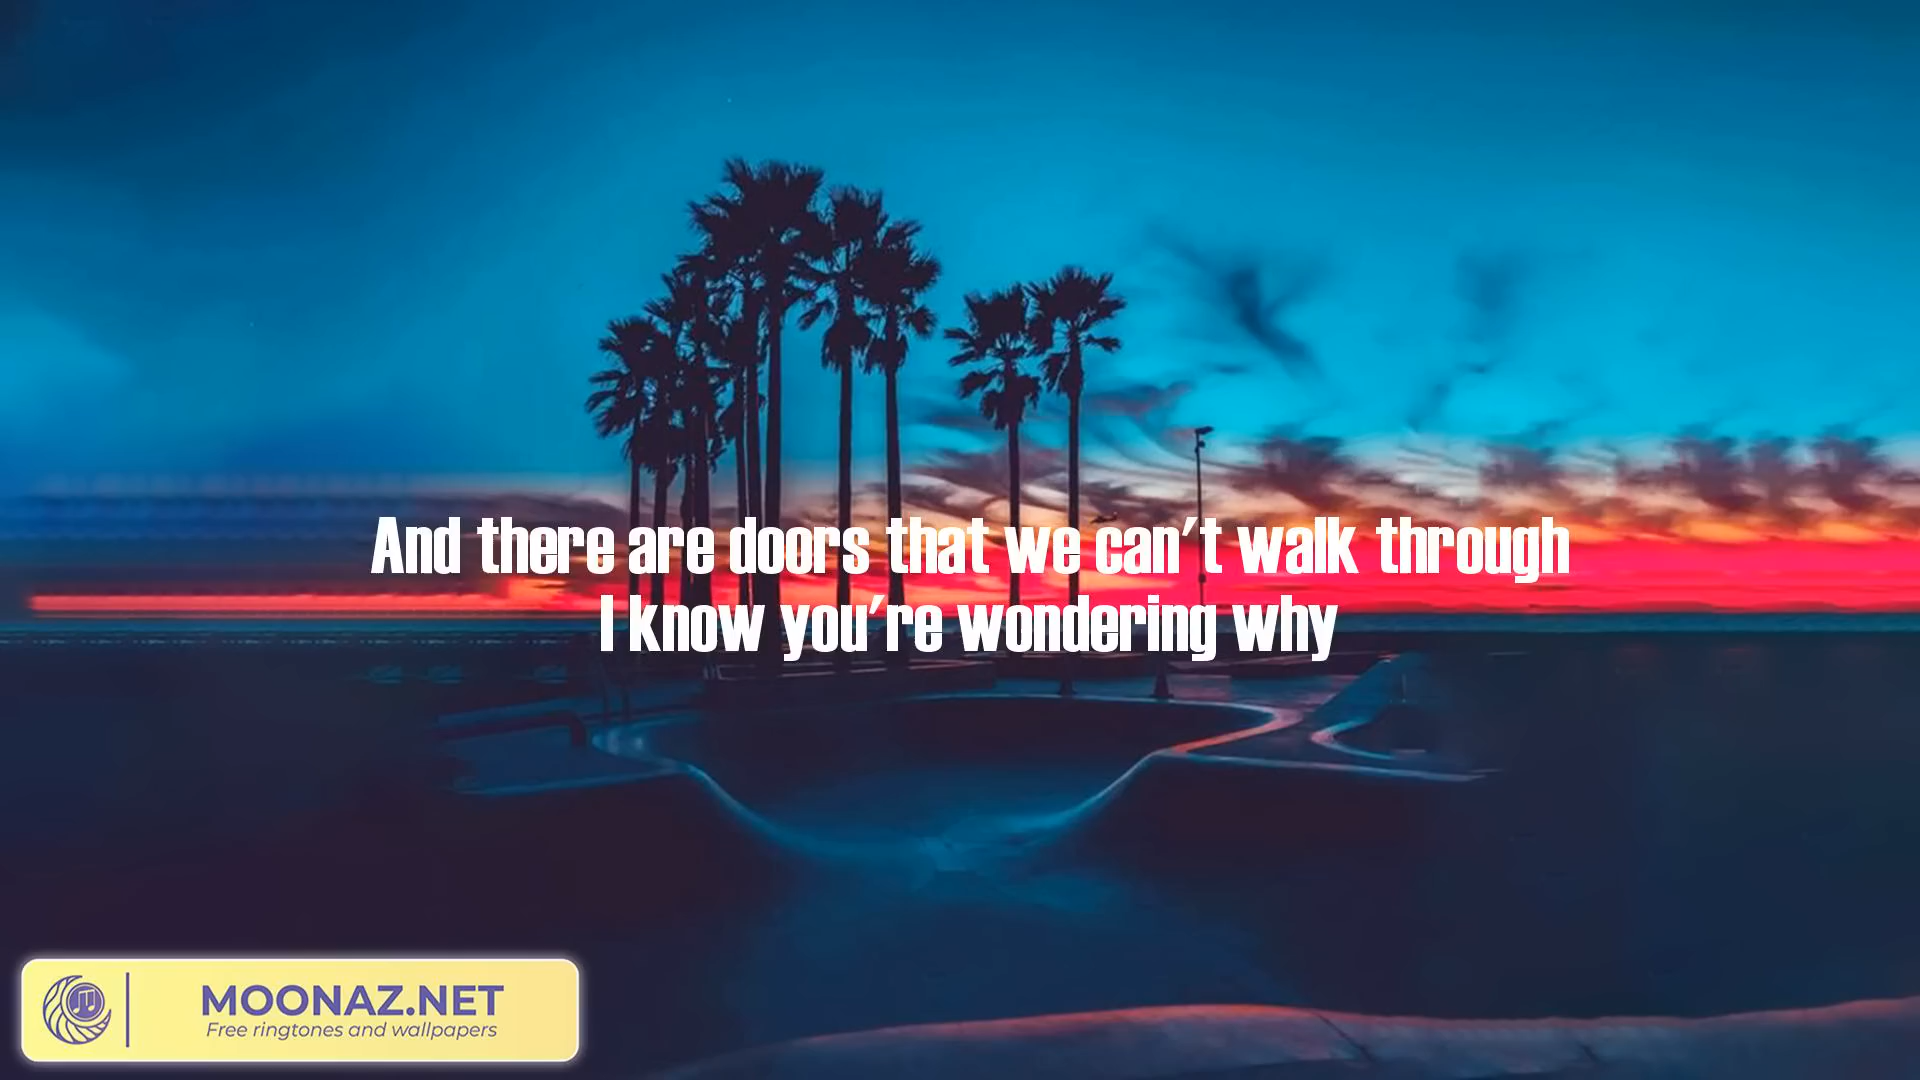 And there are doors that we can't walk through
I know you're wondering why
MOONAZ.NET
Free ringtones and wallpapers